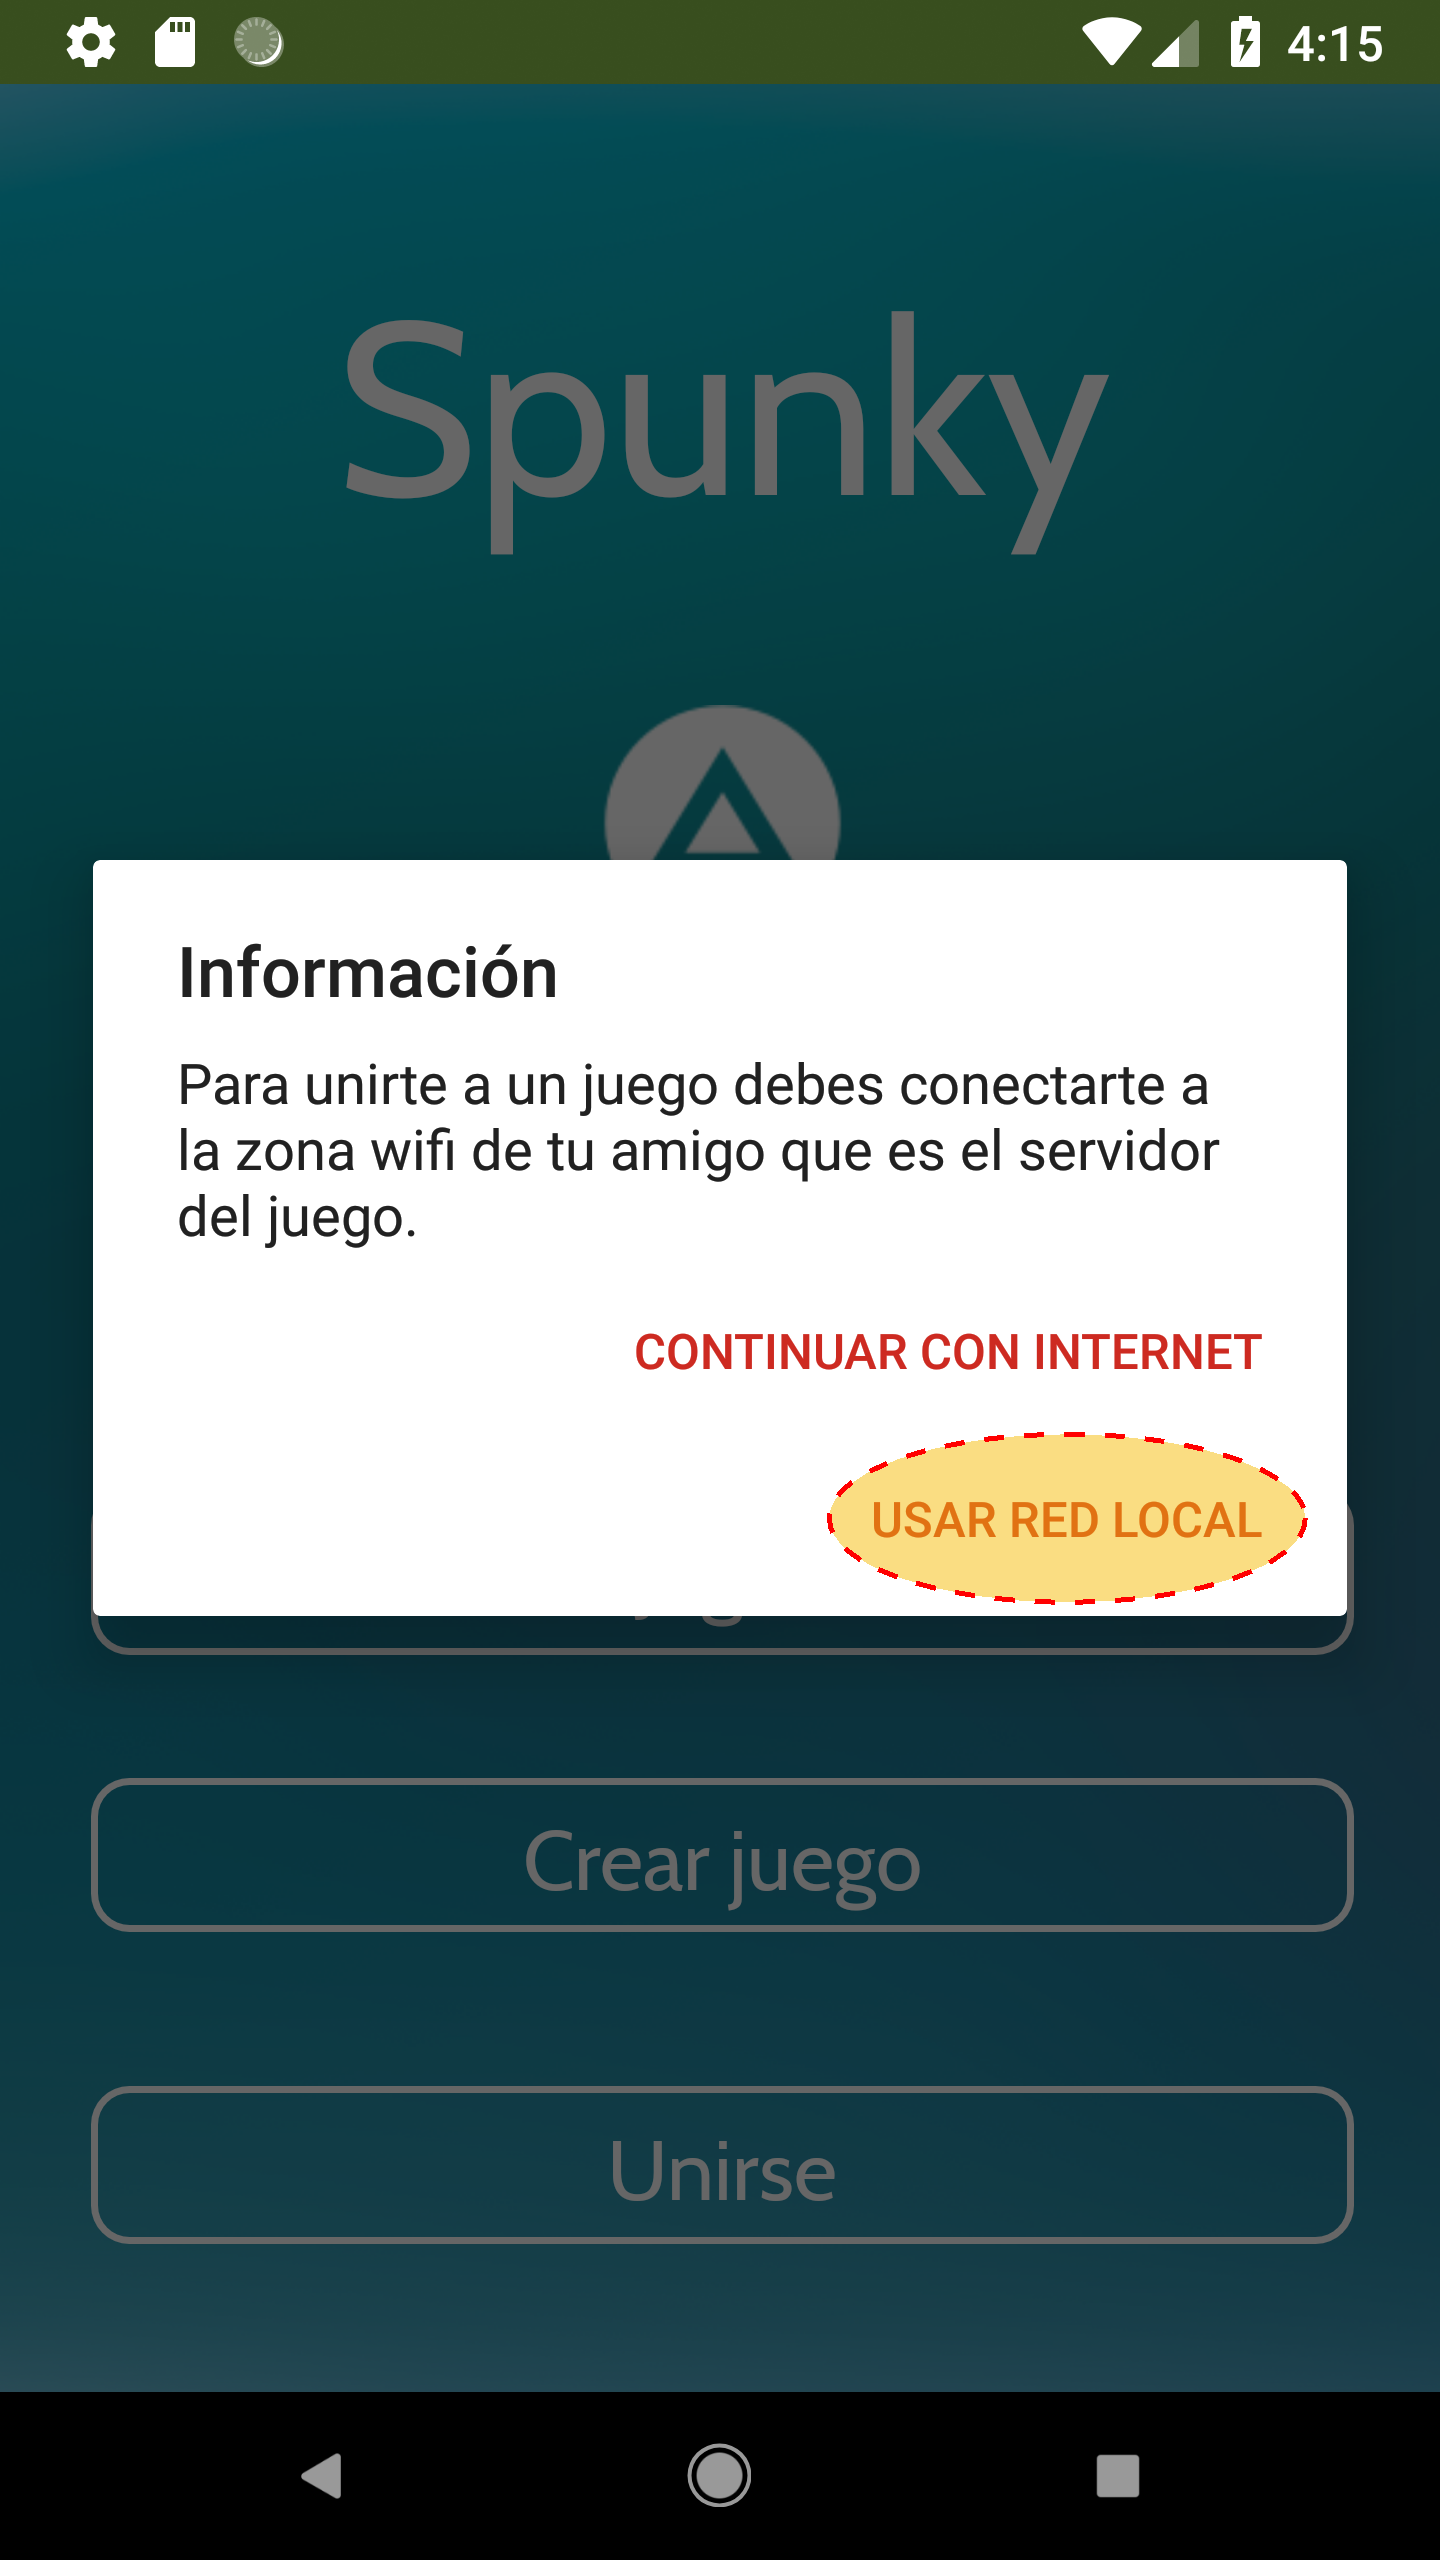 4:15
Spunky
Información
Para unirte a un juego debes conectarte a
la zona wifi de tu amigo que es el servidor
del juego.
CONTINUAR CON INTERNET
USAR RED LOCAL
Crear juego
Unirse